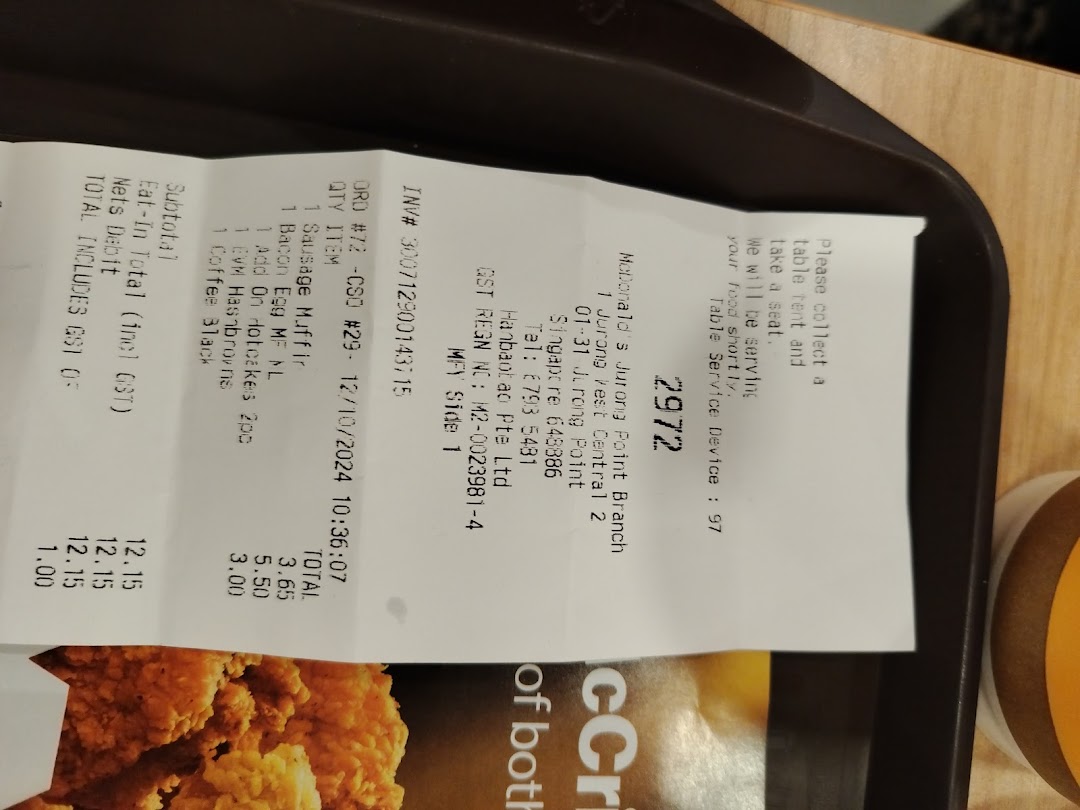 Please collect a
table tent and
take a seat.
We will be serving
your food shortly.
Table Service Device : 97
2972
McDonald's Jurong Point Branch
1 Jurong West Central 2
01-31 Jurong Point
Singapore 648886
Tel: 6793 5481
Hanbaobao Pte Ltd
GST REGN NO: M2-0023981-4
MFY Side 1
INV# 300712900143715
ORD #72 -CSO #29- 12/10/2024 10:36:07
QTY ITEM TOTAL
1 Sausage Muffin 3.65
1 Bacon Egg MF ML 5.50
1 Add On Hotcakes 2pc 3.00
1 EVM Hashbrowns
1 Coffee Black
Subtotal 12.15
Eat-In Total (incl GST) 12.15
Nets Debit 12.15
TOTAL INCLUDES GST OF 1.00
cCri
of both